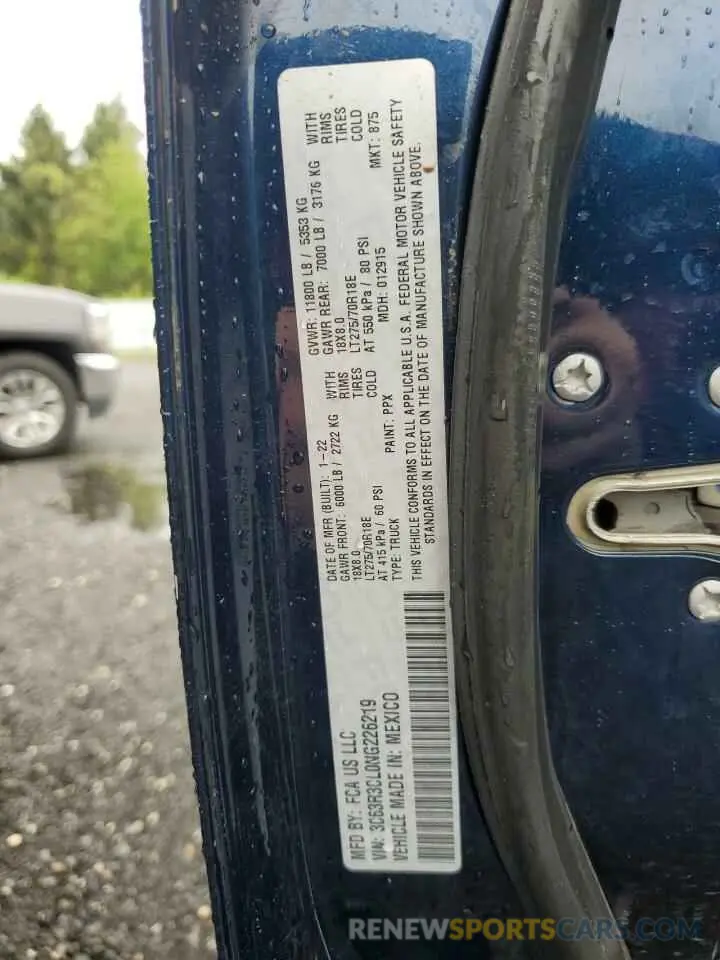 MFD BY: FCA US LLC
VIN: 3C63R3CL0NG226219
VEHICLE MADE IN: MEXICO
DATE OF MFR (BUILT): 1-22
GAWR FRONT: 6000 LB / 2722 KG WITH
18X8.0 RIMS
LT275/70R18E TIRES
AT 415 kPa / 60 PSI COLD
TYPE: TRUCK PAINT: PPX
GVWR: 11800 LB / 5353 KG
GAWR REAR: 7000 LB / 3175 KG WITH
18X8.0 RIMS
LT275/70R18E TIRES
AT 550 kPa / 80 PSI COLD
MDH: 012915 MKT: 875
THIS VEHICLE CONFORMS TO ALL APPLICABLE U.S.A. FEDERAL MOTOR VEHICLE SAFETY
STANDARDS IN EFFECT ON THE DATE OF MANUFACTURE SHOWN ABOVE.
RENEWSPORTSCARS.COM